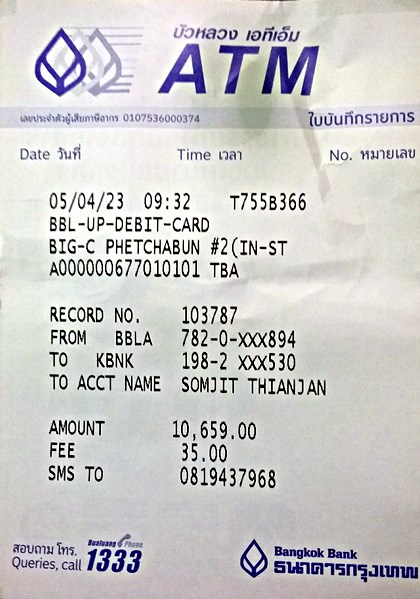 บัวหลวง เอทีเอ็ม
ATM
เลขประจำตัวผู้เสียภาษีอากร 0107536000374 ใบบันทึกรายการ
Date วันที่ Time เวลา No. หมายเลข
05/04/23 09:32 T755B366
BBL-UP-DEBIT-CARD
BIG-C PHETCHABUN #2(IN-ST
A000000677010101 TBA
RECORD NO. 103787
FROM BBLA 782-0-XXX894
TO KBNK 198-2 XXX530
TO ACCT NAME SOMJIT THIANJAN
AMOUNT 10,659.00
FEE 35.00
SMS TO 0819437968
สอบถาม โทร. Bualuang Phone
Queries, call 1333
Bangkok Bank
ธนาคารกรุงเทพ